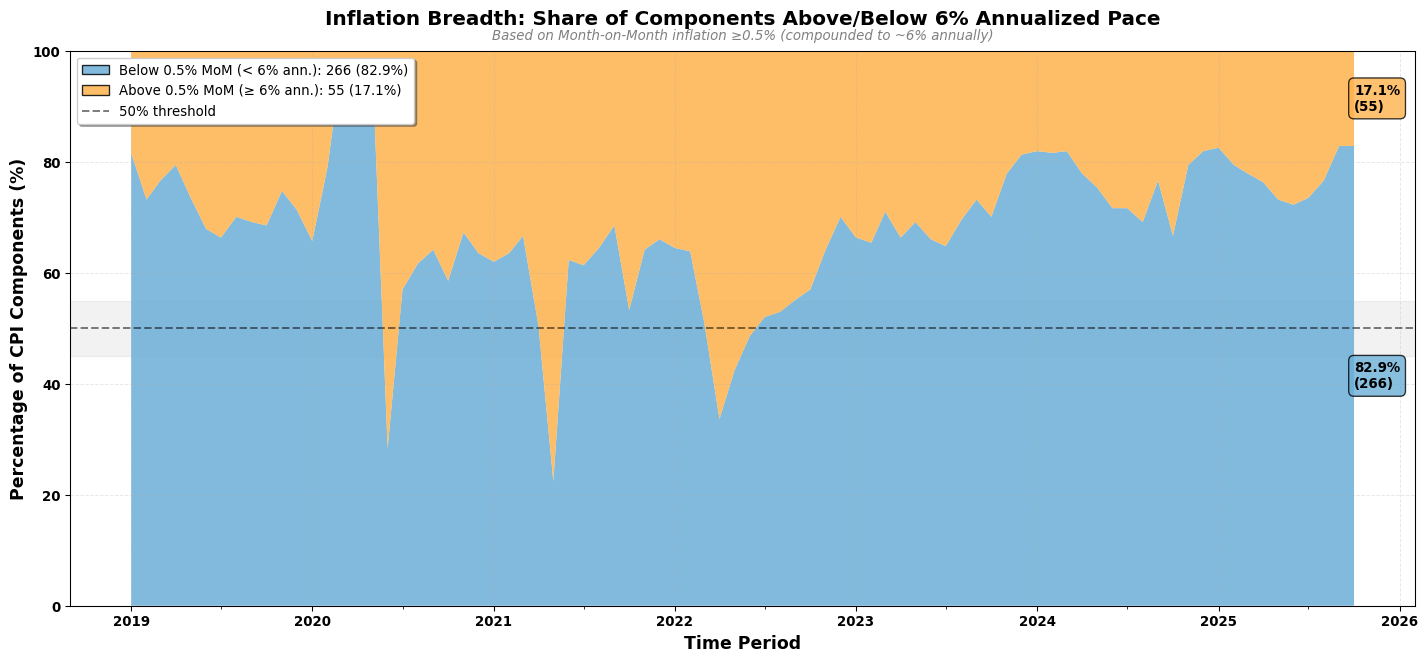 Inflation Breadth: Share of Components Above/Below 6% Annualized Pace
Based on Month-on-Month inflation ≥0.5% (compounded to ~6% annually)
Below 0.5% MoM (< 6% ann.): 266 (82.9%)
Above 0.5% MoM (≥ 6% ann.): 55 (17.1%)
50% threshold
17.1%
(55)
82.9%
(266)
Percentage of CPI Components (%)
100
80
60
40
20
0
2019 2020 2021 2022 2023 2024 2025 2026
Time Period